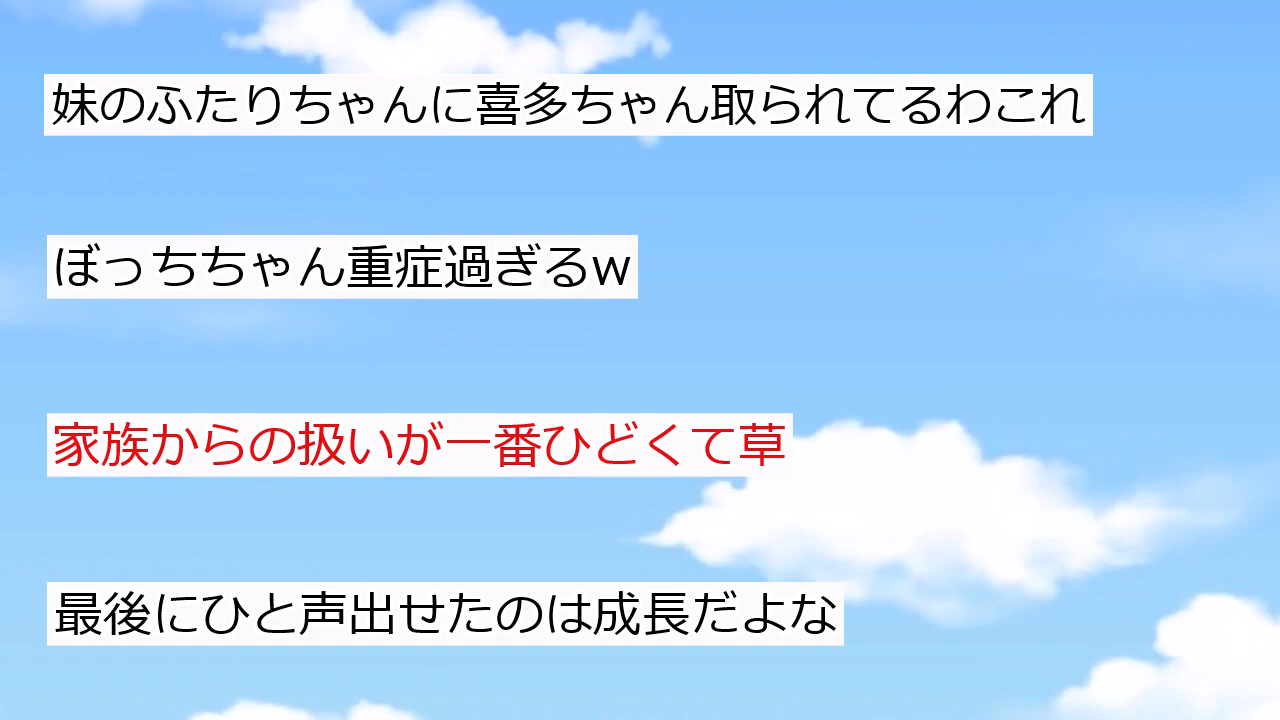 妹のふたりちゃんに喜多ちゃん取られてるわこれ
ぼっちちゃん重症過ぎるw
家族からの扱いが一番ひどくて草
最後にひと声出せたのは成長だよな